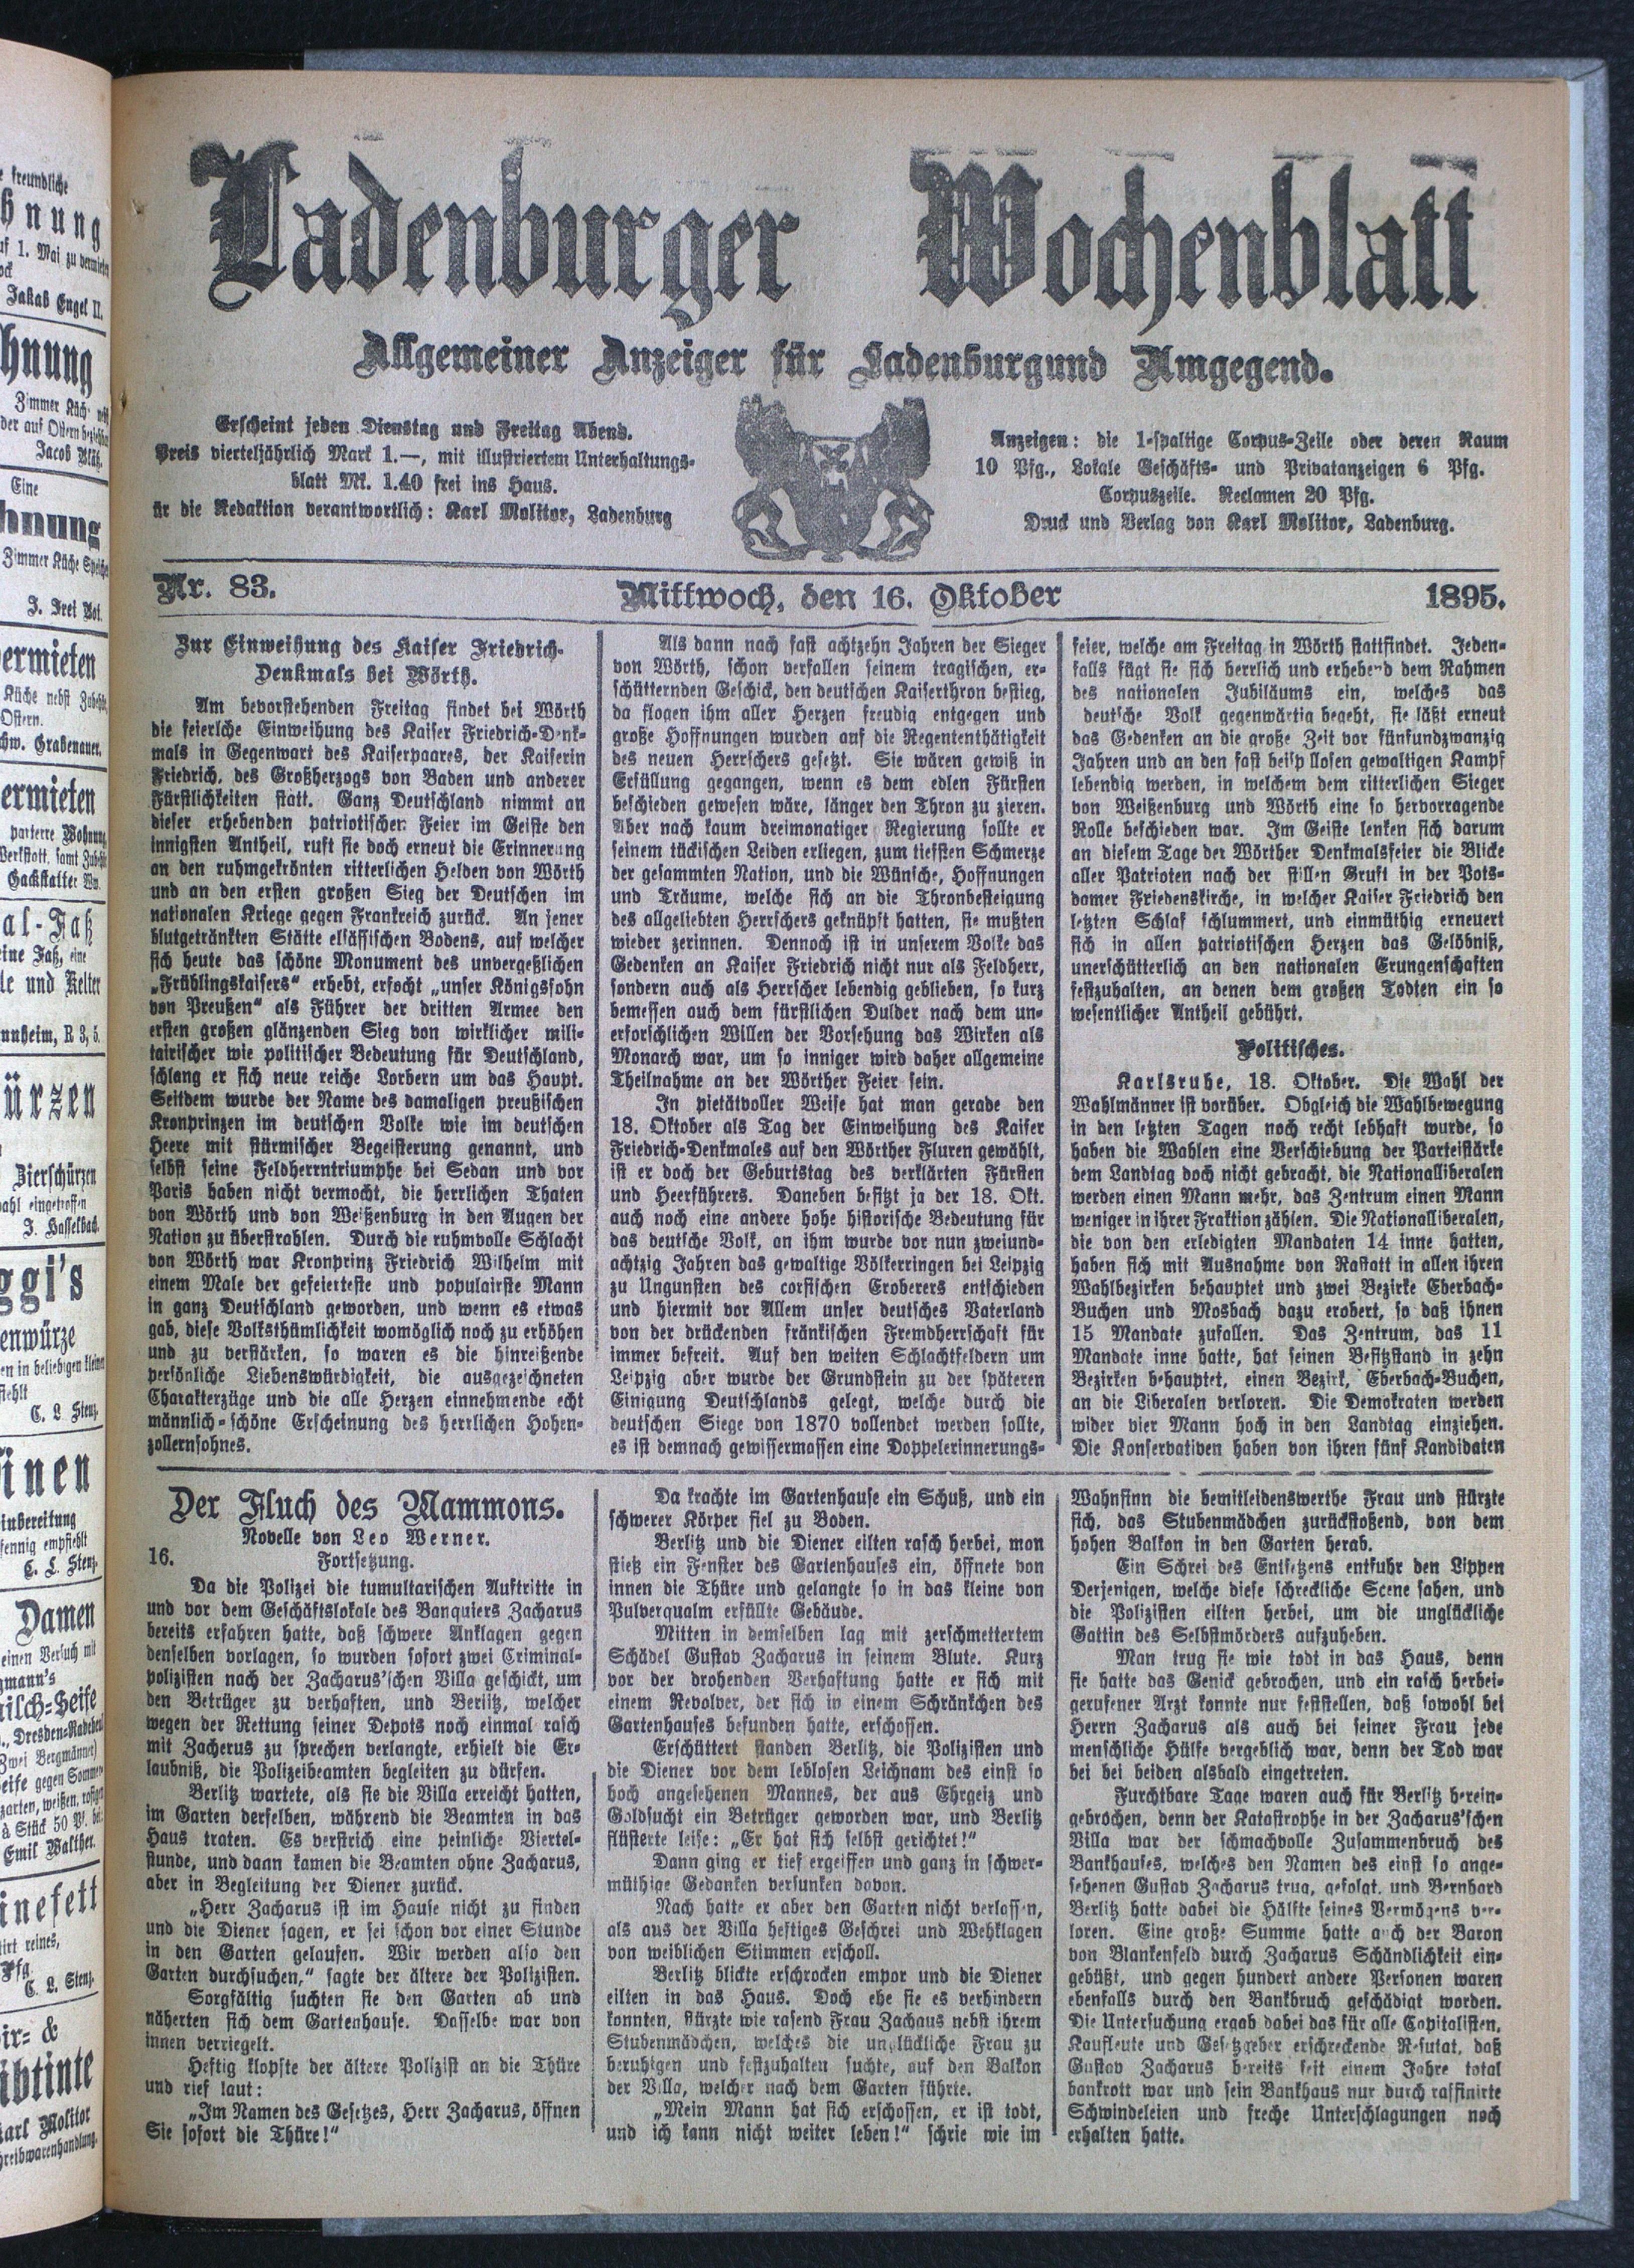 Ladenburger Wochenblatt
Allgemeiner Anzeiger für Ladenburgund Umgegend.
Erscheint jeden Dienstag und Freitag Abend.
Preis vierteljährlich Mark 1.—, mit illustriertem Unterhaltungs-
blatt Mk. 1.40 frei ins Haus.
ür die Redaktion verantwortlich: Karl Molitor, Ladenburg
Anzeigen: die 1-spaltige Corpus-Zeile oder deren Raum
10 Pfg., Lokale Geschäfts- und Privatanzeigen 6 Pfg.
Corpuszeile. Reclamen 20 Pfg.
Druck und Verlag von Karl Molitor, Ladenburg.
Nr. 83.
Mittwoch, den 16. Oktober
1895.
Zur Einweihung des Kaiser Friedrich-
Denkmals bei Wörth.
Am bevorstehenden Freitag findet bei Wörth
die feierlche Einweihung des Kaiser Friedrich-Denk-
mals in Gegenwart des Kaiserpaares, der Kaiserin
Friedrich, des Großherzogs von Baden und anderer
Fürstlichkeiten statt. Ganz Deutschland nimmt an
dieser erhebenden patriotischen Feier im Geiste den
innigsten Antheil, ruft sie doch erneut die Erinnerung
an den ruhmgekrönten ritterlichen Helden von Wörth
und an den ersten großen Sieg der Deutschen im
nationalen Kriege gegen Frankreich zurück. An jener
blutgetränkten Stätte elsässischen Bodens, auf welcher
sich heute das schöne Monument des unvergeßlichen
„Frühlingskaisers“ erhebt, erfocht „unser Königssohn
von Preußen“ als Führer der dritten Armee den
ersten großen glänzenden Sieg von wirklicher mili-
tairischer wie politischer Bedeutung für Deutschland,
schlang er sich neue reiche Lorbern um das Haupt.
Seitdem wurde der Name des damaligen preußischen
Kronprinzen im deutschen Volke wie im deutschen
Heere mit stürmischer Begeisterung genannt, und
selbst seine Feldherrntriumphe bei Sedan und vor
Paris haben nicht vermocht, die herrlichen Thaten
von Wörth und von Weißenburg in den Augen der
Nation zu überstrahlen. Durch die ruhmvolle Schlacht
von Wörth war Kronprinz Friedrich Wilhelm mit
einem Male der gefeierteste und populairste Mann
in ganz Deutschland geworden, und wenn es etwas
gab, diese Volksthümlichkeit womöglich noch zu erhöhen
und zu verstärken, so waren es die hinreißende
persönliche Liebenswürdigkeit, die ausgezeichneten
Charakterzüge und die alle Herzen einnehmende echt
männlich-schöne Erscheinung des herrlichen Hohen-
zollernsohnes.
Als dann nach fast achtzehn Jahren der Sieger
von Wörth, schon verfallen seinem tragischen, er-
schütternden Geschick, den deutschen Kaiserthron bestieg,
da flogen ihm aller Herzen freudig entgegen und
große Hoffnungen wurden auf die Regententhätigkeit
des neuen Herrschers gesetzt. Sie wären gewiß in
Erfüllung gegangen, wenn es dem edlen Fürsten
beschieden gewesen wäre, länger den Thron zu zieren.
Aber nach kaum dreimonatiger Regierung sollte er
seinem tückischen Leiden erliegen, zum tiefsten Schmerze
der gesammten Nation, und die Wünsche, Hoffnungen
und Träume, welche sich an die Thronbesteigung
des allgeliebten Herrschers geknüpft hatten, sie mußten
wieder zerinnen. Dennoch ist in unserem Volke das
Gedenken an Kaiser Friedrich nicht nur als Feldherr,
sondern auch als Herrscher lebendig geblieben, so kurz
bemessen auch dem fürstlichen Dulder nach dem un-
erforschlichen Willen der Vorsehung das Wirken als
Monarch war, um so inniger wird daher allgemeine
Theilnahme an der Wörther Feier sein.
In pietätvoller Weise hat man gerade den
18. Oktober als Tag der Einweihung des Kaiser
Friedrich-Denkmales auf den Wörther Fluren gewählt,
ist er doch der Geburtstag des verklärten Fürsten
und Heerführers. Daneben besitzt ja der 18. Okt.
auch noch eine andere hohe historische Bedeutung für
das deutsche Volk, an ihm wurde vor nun zweiund-
achtzig Jahren das gewaltige Völkerringen bei Leipzig
zu Ungunsten des corsischen Eroberers entschieden
und hiermit vor Allem unser deutsches Vaterland
von der drückenden fränkischen Fremdherrschaft für
immer befreit. Auf den weiten Schlachtfeldern um
Leipzig aber wurde der Grundstein zu der späteren
Einigung Deutschlands gelegt, welche durch die
deutschen Siege von 1870 vollendet werden sollte,
es ist demnach gewissermassen eine Doppelerinnerungs-
feier, welche am Freitag in Wörth stattfindet. Jeden-
falls fügt sie sich herrlich und erhebend dem Rahmen
des nationalen Jubiläums ein, welches das
deutsche Volk gegenwärtig begeht, sie läßt erneut
das Gedenken an die große Zeit vor fünfundzwanzig
Jahren und an den fast beispllosen gewaltigen Kampf
lebendig werden, in welchem dem ritterlichen Sieger
von Weißenburg und Wörth eine so hervorragende
Rolle beschieden war. Im Geiste lenken sich darum
an diesem Tage der Wörther Denkmalsfeier die Blicke
aller Patrioten nach der stillen Gruft in der Pots-
damer Friedenskirche, in welcher Kaiser Friedrich den
letzten Schlaf schlummert, und einmüthig erneuert
sich in allen patriotischen Herzen das Gelöbniß,
unerschütterlich an den nationalen Erungenschaften
festzuhalten, an denen dem großen Todten ein so
wesentlicher Antheil gebührt.
Politisches.
Karlsruhe, 18. Oktober. Die Wahl der
Wahlmänner ist vorüber. Obgleich die Wahlbewegung
in den letzten Tagen noch recht lebhaft wurde, so
haben die Wahlen eine Verschiebung der Parteistärke
dem Landtag doch nicht gebracht, die Nationalliberalen
werden einen Mann mehr, das Zentrum einen Mann
weniger in ihrer Fraktion zählen. Die Nationalliberalen,
die von den erledigten Mandaten 14 inne hatten,
haben sich mit Ausnahme von Rastatt in allen ihren
Wahlbezirken behauptet und zwei Bezirke Eberbach-
Buchen und Mosbach dazu erobert, so daß ihnen
15 Mandate zufallen. Das Zentrum, das 11
Mandate inne hatte, hat seinen Besitzstand in zehn
Bezirken behauptet, einen Bezirk, Eberbach-Buchen,
an die Liberalen verloren. Die Demokraten werden
wider vier Mann hoch in den Landtag einziehen.
Die Konservativen haben von ihren fünf Kandidaten
Der Fluch des Mammons.
Novelle von Leo Werner.
16. Fortsetzung.
Da die Polizei die tumultarischen Auftritte in
und vor dem Geschäftslokale des Banquiers Zacharus
bereits erfahren hatte, daß schwere Anklagen gegen
denselben vorlagen, so wurden sofort zwei Criminal-
polizisten nach der Zacharus'schen Villa geschickt, um
den Betrüger zu verhaften, und Berlitz, welcher
wegen der Rettung seiner Depots noch einmal rasch
mit Zacherus zu sprechen verlangte, erhielt die Er-
laubniß, die Polizeibeamten begleiten zu dürfen.
Berlitz wartete, als sie die Villa erreicht hatten,
im Garten derselben, während die Beamten in das
Haus traten. Es verstrich eine peinliche Viertel-
stunde, und dann kamen die Beamten ohne Zacharus,
aber in Begleitung der Diener zurück.
„Herr Zacharus ist im Hause nicht zu finden
und die Diener sagen, er sei schon vor einer Stunde
in den Garten gelaufen. Wir werden also den
Garten durchsuchen,“ sagte der ältere der Polizisten.
Sorgfältig suchten sie den Garten ab und
näherten sich dem Gartenhause. Dasselbe war von
innen verriegelt.
Heftig klopfte der ältere Polizist an die Thüre
und rief laut:
„Im Namen des Gesetzes, Herr Zacharus, öffnen
Sie sofort die Thüre!“
Da krachte im Gartenhause ein Schuß, und ein
schwerer Körper fiel zu Boden.
Berlitz und die Diener eilten rasch herbei, man
stieß ein Fenster des Gartenhauses ein, öffnete von
innen die Thüre und gelangte so in das kleine von
Pulverqualm erfüllte Gebäude.
Mitten in demselben lag mit zerschmettertem
Schädel Gustav Zacharus in seinem Blute. Kurz
vor der drohenden Verhaftung hatte er sich mit
einem Revolver, der sich in einem Schränkchen des
Gartenhauses befunden hatte, erschossen.
Erschüttert standen Berlitz, die Polizisten und
die Diener vor dem leblosen Leichnam des einst so
hoch angesehenen Mannes, der aus Ehrgeiz und
Goldsucht ein Betrüger geworden war, und Berlitz
flüsterte leise: „Er hat sich selbst gerichtet!“
Dann ging er tief ergeiffen und ganz in schwer-
müthige Gedanken versunken davon.
Nach hatte er aber den Garten nicht verlassen,
als aus der Villa heftiges Geschrei und Wehklagen
von weiblichen Stimmen erscholl.
Berlitz blickte erschrocken empor und die Diener
eilten in das Haus. Doch ehe sie es verhindern
konnten, stürzte wie rasend Frau Zachaus nebst ihrem
Stubenmädchen, welches die unglückliche Frau zu
beruhigen und festzuhalten suchte, auf den Balkon
der Villa, welcher nach dem Garten führte.
„Mein Mann hat sich erschossen, er ist todt,
und ich kann nicht weiter leben!“ schrie wie im
Wahnsinn die bemitleidenswerthe Frau und stürzte
sich, das Stubenmädchen zurückstoßend, von dem
hohen Balkon in den Garten herab.
Ein Schrei des Entsetzens entfuhr den Lippen
Derjenigen, welche diese schreckliche Scene sahen, und
die Polizisten eilten herbei, um die unglückliche
Gattin des Selbstmörders aufzuheben.
Man trug sie wie todt in das Haus, denn
sie hatte das Genick gebrochen, und ein rasch herbei-
gerufener Arzt konnte nur feststellen, daß sowohl bei
Herrn Zacharus als auch bei seiner Frau jede
menschliche Hülfe vergeblich war, denn der Tod war
bei bei beiden alsbald eingetreten.
Furchtbare Tage waren auch für Berlitz herein-
gebrochen, denn der Katastrophe in der Zacharus'schen
Villa war der schmachvolle Zusammenbruch des
Bankhauses, welches den Namen des einst so ange-
sehenen Gustav Zacharus trug, gefolgt, und Bernhard
Berlitz hatte dabei die Hälfte seines Vermögens ver-
loren. Eine große Summe hatte auch der Baron
von Blankenfeld durch Zacharus Schändlichkeit ein-
gebüßt, und gegen hundert andere Personen waren
ebenfalls durch den Bankbruch geschädigt worden.
Die Untersuchung ergab dabei das für alle Capitalisten,
Kaufleute und Gesetzgeber erschreckende Resutat, daß
Gustav Zacharus bereits seit einem Jahre total
bankrott war und sein Bankhaus nur durch raffinirte
Schwindeleien und freche Unterschlagungen noch
erhalten hatte.